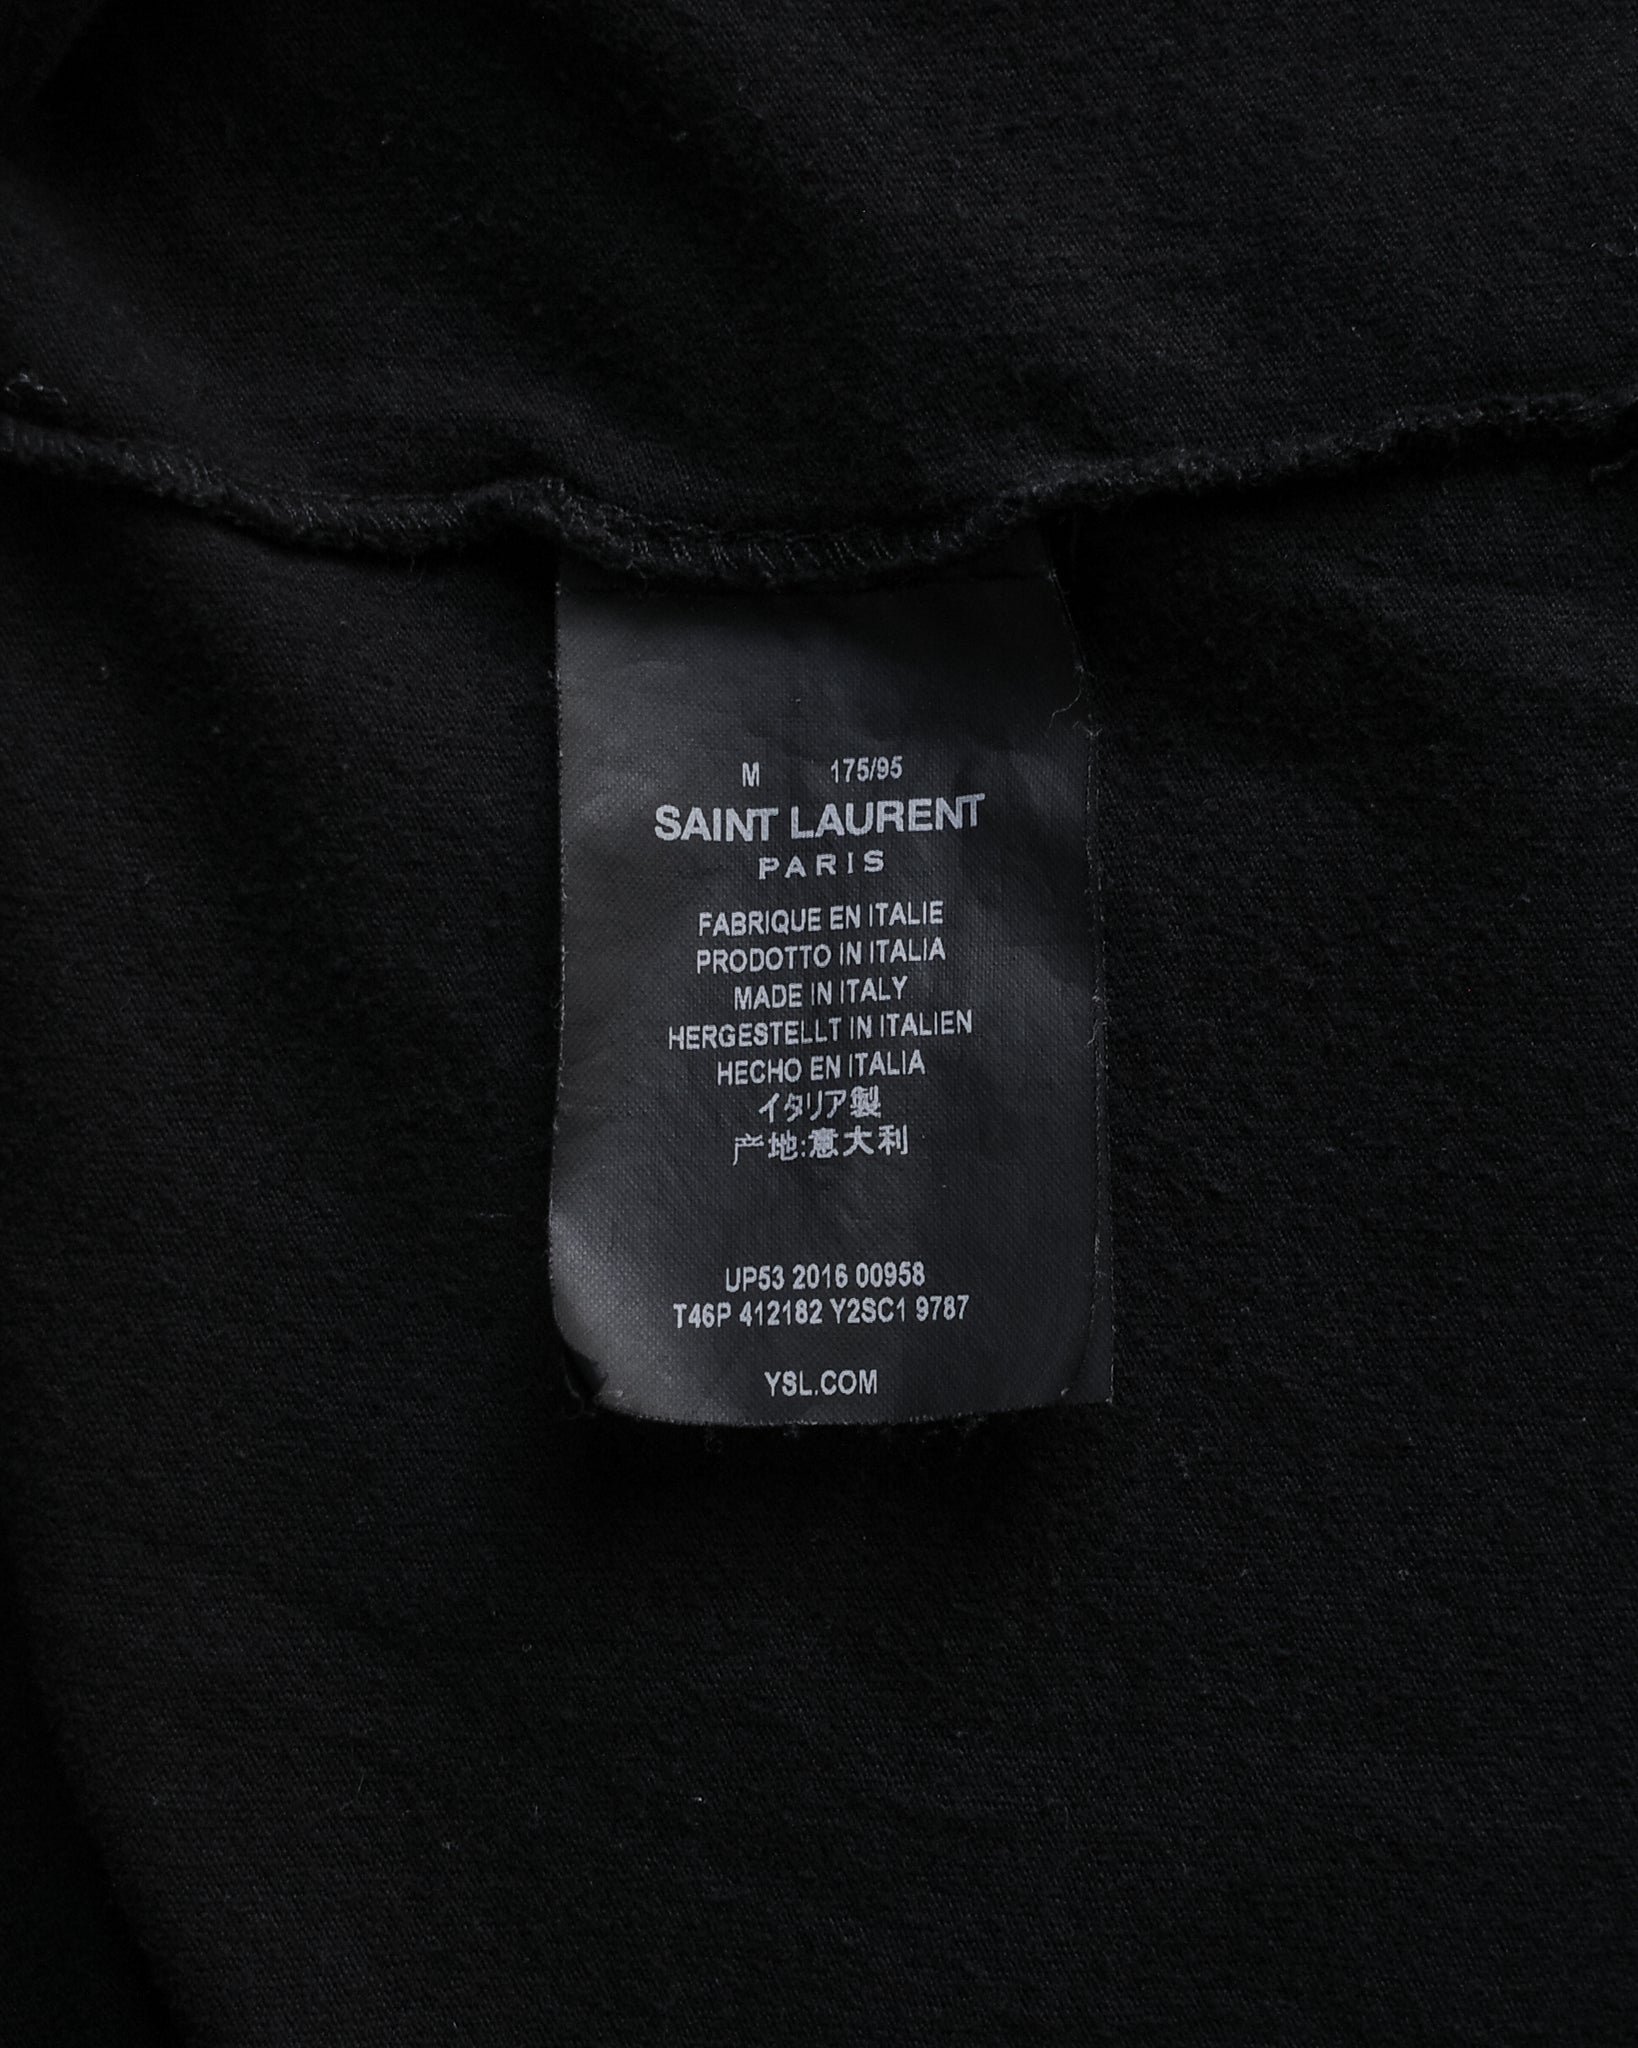 M 175/95
SAINT LAURENT
PARIS
FABRIQUE EN ITALIE
PRODOTTO IN ITALIA
MADE IN ITALY
HERGESTELLT IN ITALIEN
HECHO EN ITALIA
イタリア製
产地:意大利
UP53 2016 00958
T46P 412182 Y2SC1 9787
YSL.COM